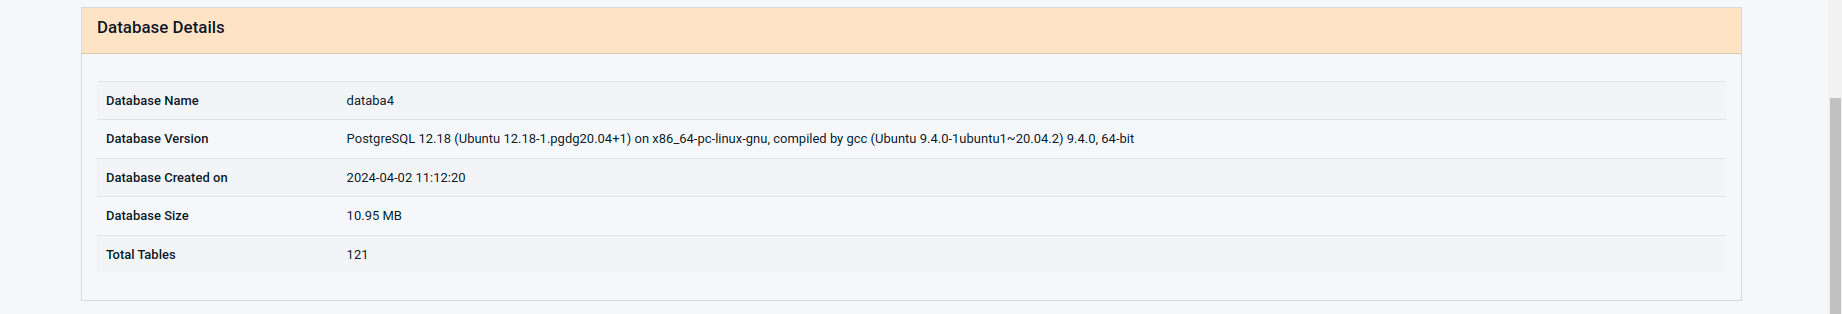 Database Details
Database Name databa4
Database Version PostgreSQL 12.18 (Ubuntu 12.18-1.pgdg20.04+1) on x86_64-pc-linux-gnu, compiled by gcc (Ubuntu 9.4.0-1ubuntu1~20.04.2) 9.4.0, 64-bit
Database Created on 2024-04-02 11:12:20
Database Size 10.95 MB
Total Tables 121